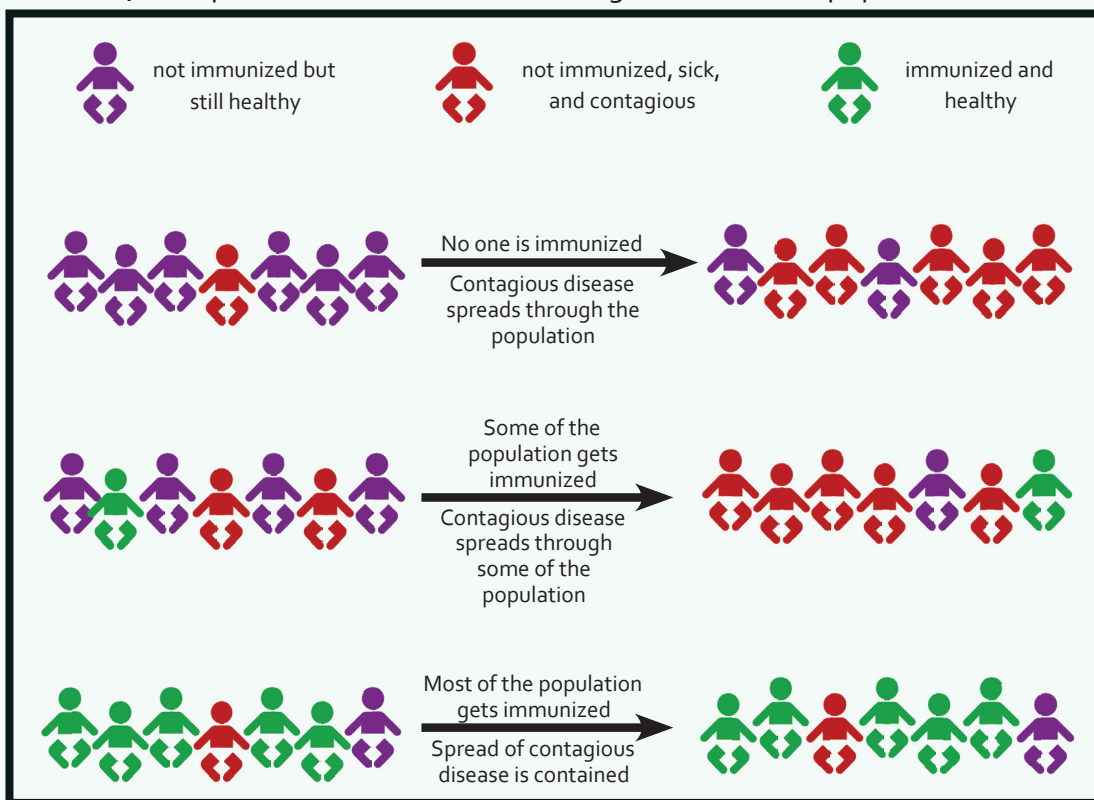 not immunized but
still healthy
not immunized, sick,
and contagious
immunized and
healthy
No one is immunized
Contagious disease
spreads through the
population
Some of the
population gets
immunized
Contagious disease
spreads through
some of the
population
Most of the population
gets immunized
Spread of contagious
disease is contained